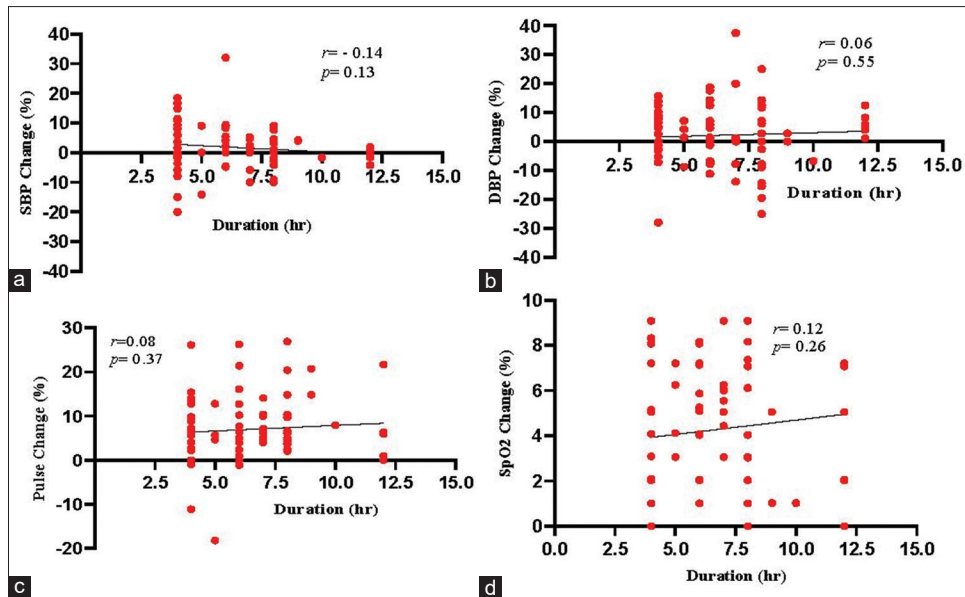 40
30
20
10
0
-10
-20
-30
-40
SBP Change (%)
r= - 0.14
p= 0.13
2.5 5.0 7.5 10.0 12.5 15.0
Duration (hr)
a
40
30
20
10
0
-10
-20
-30
-40
DBP Change (%)
r= 0.06
p= 0.55
2.5 5.0 7.5 10.0 12.5 15.0
Duration (hr)
b
30
20
10
0
-10
-20
Pulse Change (%)
r=0.08
p= 0.37
2.5 5.0 7.5 10.0 12.5 15.0
Duration (hr)
c
10
8
6
4
2
0
SpO2 Change (%)
r= 0.12
p= 0.26
0.0 2.5 5.0 7.5 10.0 12.5 15.0
Duration (hr)
d